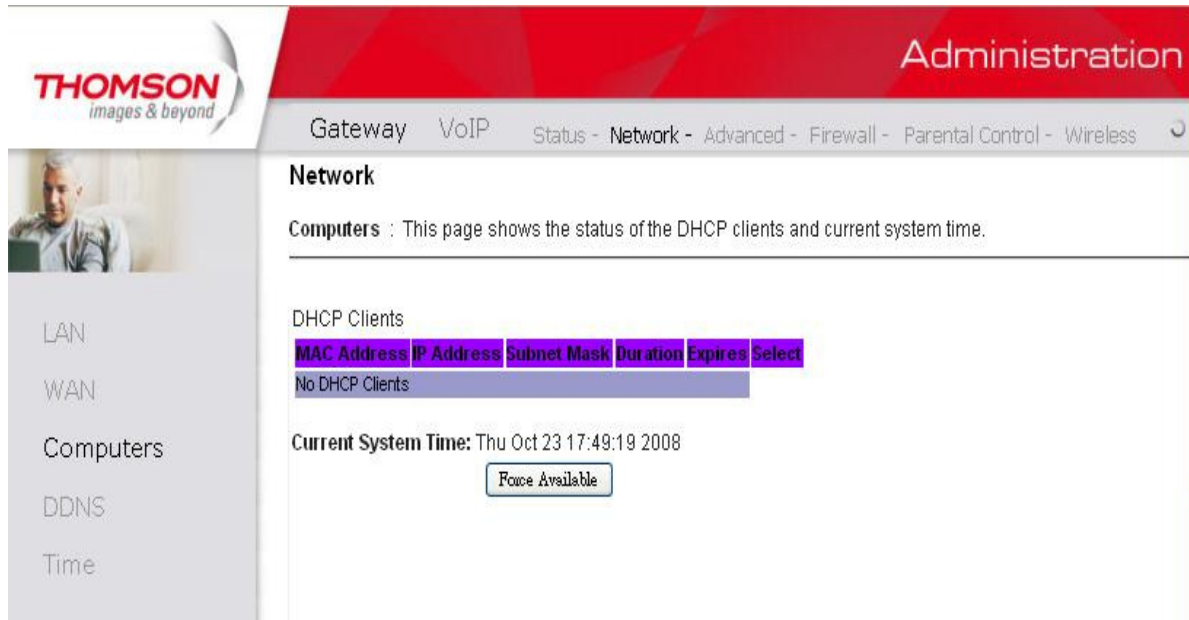 Administration
THOMSON
images & beyond
Gateway VoIP Status - Network - Advanced - Firewall - Parental Control - Wireless
Network
Computers : This page shows the status of the DHCP clients and current system time.
LAN
WAN
Computers
DDNS
Time
DHCP Clients
MAC Address IP Address Subnet Mask Duration Expires Select
No DHCP Clients
Current System Time: Thu Oct 23 17:49:19 2008
Force Available